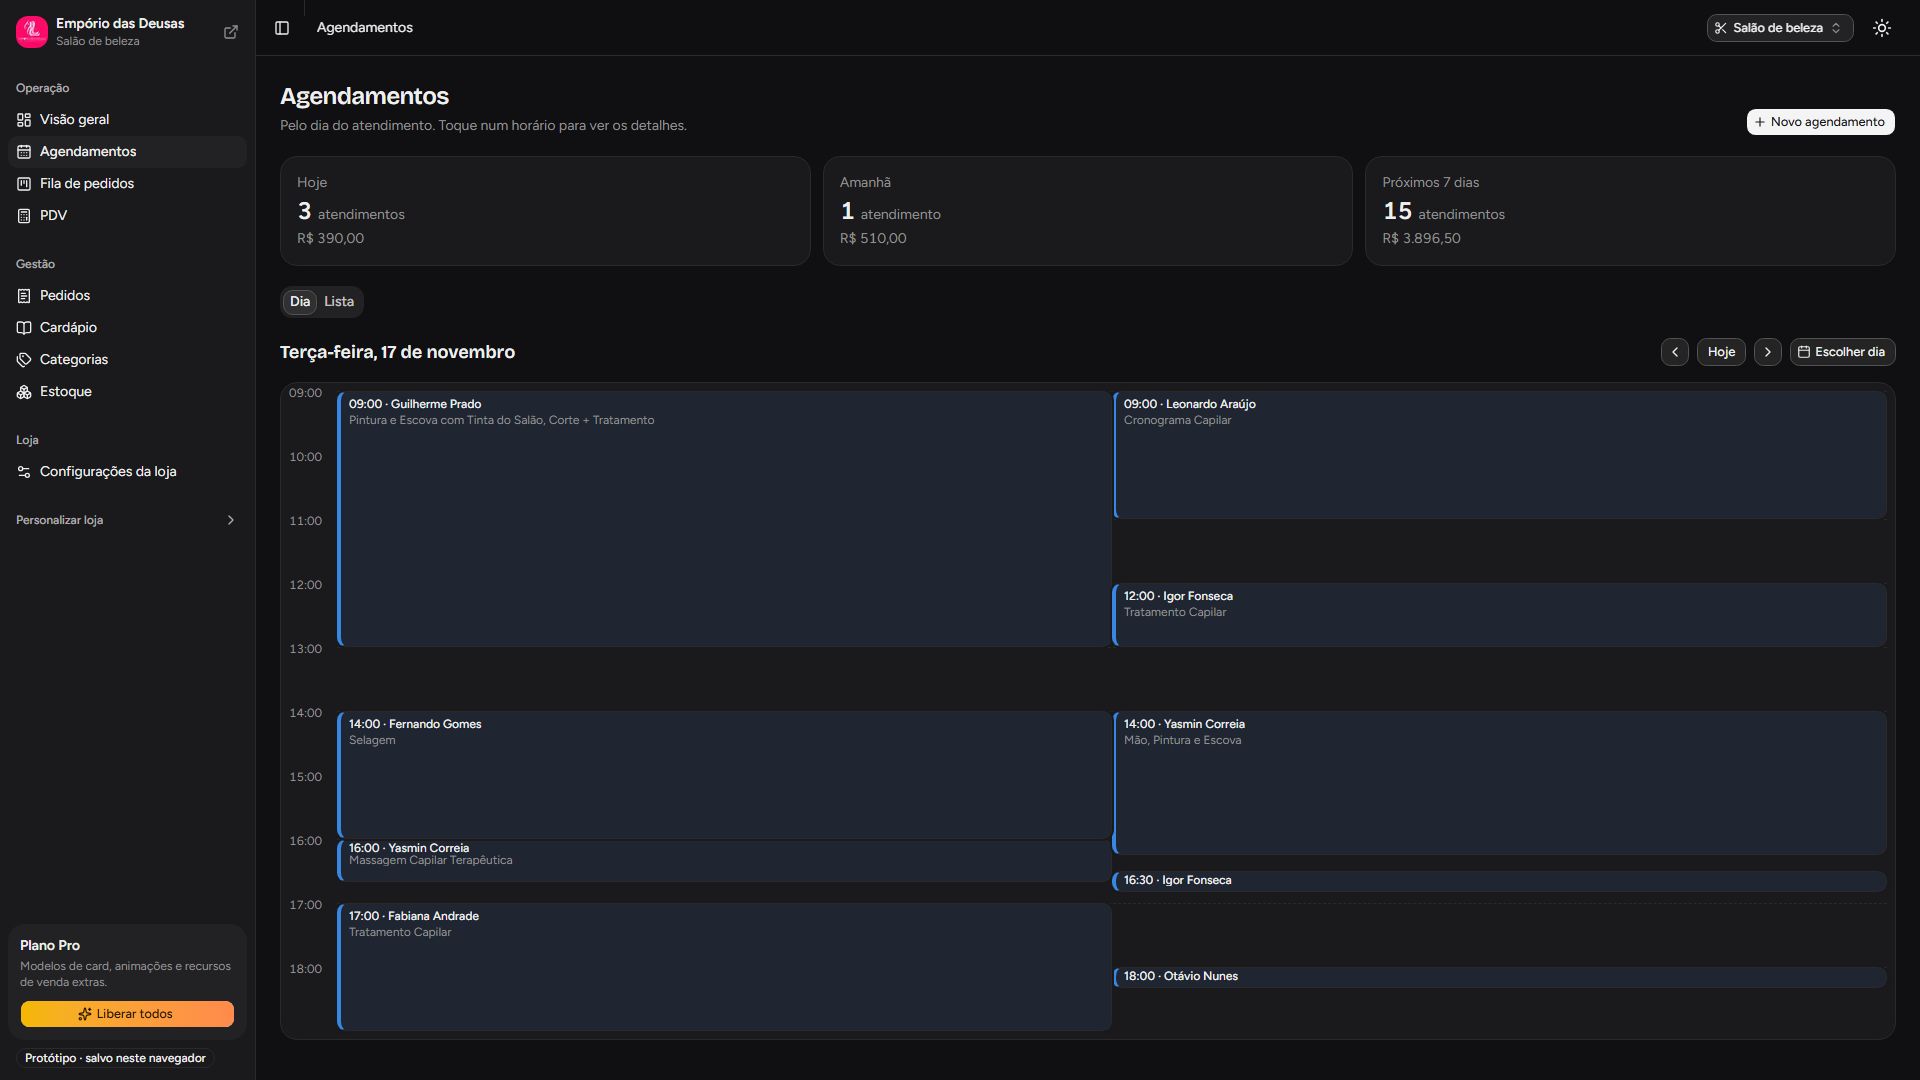 Empório das Deusas
Salão de beleza
Operação
Visão geral
Agendamentos
Fila de pedidos
PDV
Gestão
Pedidos
Cardápio
Categorias
Estoque
Loja
Configurações da loja
Personalizar loja
Plano Pro
Modelos de card, animações e recursos
de venda extras.
Liberar todos
Protótipo · salvo neste navegador
Agendamentos
Salão de beleza
Agendamentos
Pelo dia do atendimento. Toque num horário para ver os detalhes.
+ Novo agendamento
Hoje
3 atendimentos
R$ 390,00
Amanhã
1 atendimento
R$ 510,00
Próximos 7 dias
15 atendimentos
R$ 3.896,50
Dia Lista
Terça-feira, 17 de novembro
Hoje
Escolher dia
09:00
09:00 · Guilherme Prado
Pintura e Escova com Tinta do Salão, Corte + Tratamento
09:00 · Leonardo Araújo
Cronograma Capilar
10:00
11:00
12:00
12:00 · Igor Fonseca
Tratamento Capilar
13:00
14:00
14:00 · Fernando Gomes
Selagem
14:00 · Yasmin Correia
Mão, Pintura e Escova
15:00
16:00
16:00 · Yasmin Correia
Massagem Capilar Terapêutica
16:30 · Igor Fonseca
17:00
17:00 · Fabiana Andrade
Tratamento Capilar
18:00
18:00 · Otávio Nunes